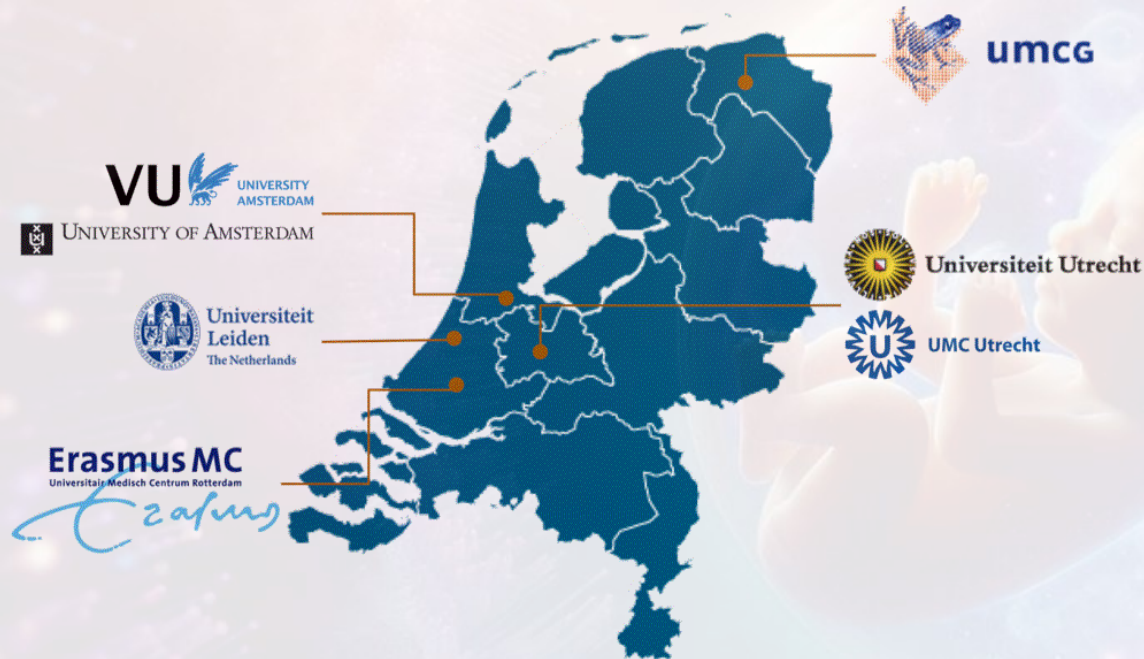 umcG
VU
UNIVERSITY
AMSTERDAM
UNIVERSITY OF AMSTERDAM
Universiteit Utrecht
Universiteit
Leiden
The Netherlands
U
UMC Utrecht
Erasmus MC
Universitair Medisch Centrum Rotterdam
Erasmus